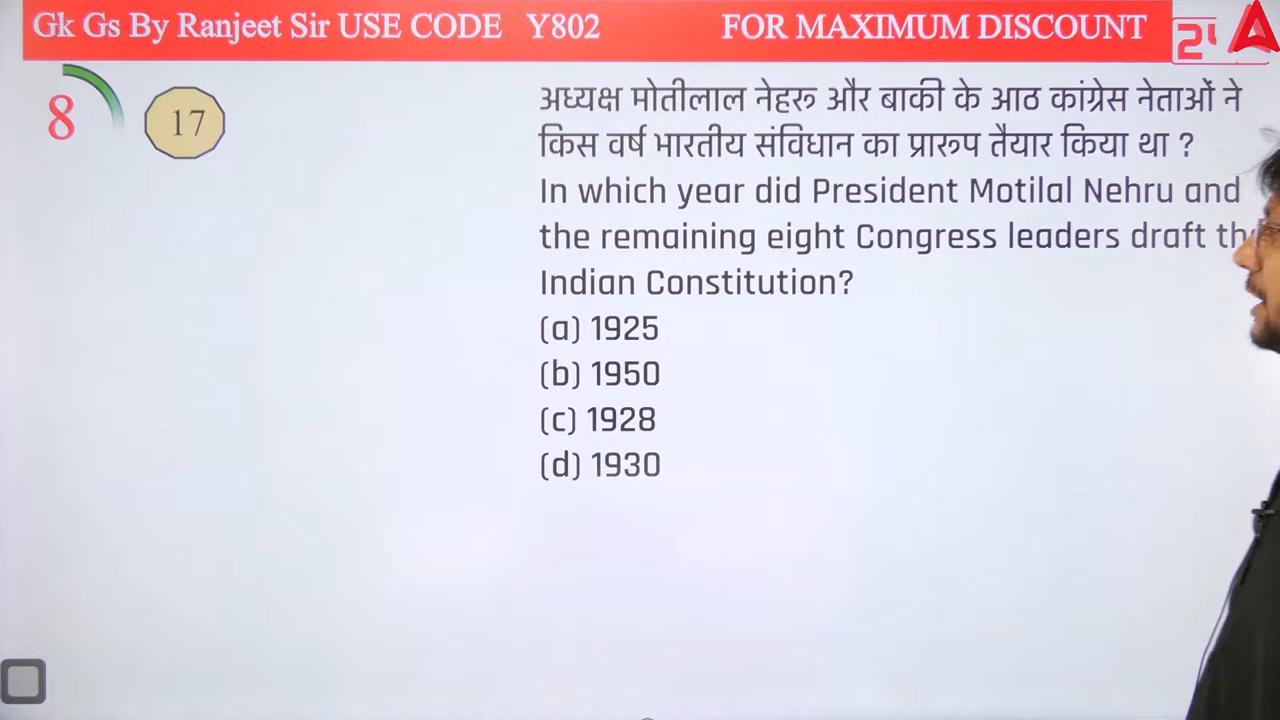 Gk Gs By Ranjeet Sir USE CODE Y802 FOR MAXIMUM DISCOUNT
8
17
अध्यक्ष मोतीलाल नेहरू और बाकी के आठ कांग्रेस नेताओं ने
किस वर्ष भारतीय संविधान का प्रारूप तैयार किया था ?
In which year did President Motilal Nehru and
the remaining eight Congress leaders draft
Indian Constitution?
(a) 1925
(b) 1950
(c) 1928
(d) 1930